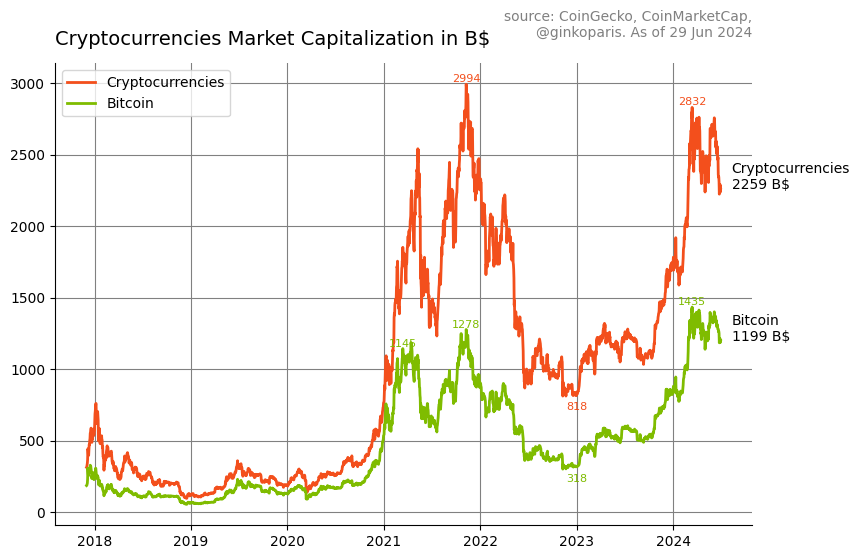 source: CoinGecko, CoinMarketCap,
@ginkoparis. As of 29 Jun 2024
Cryptocurrencies Market Capitalization in B$
Cryptocurrencies
Bitcoin
3000
2500
2000
1500
1000
500
0
2994
2832
1145
1278
1435
818
318
Cryptocurrencies
2259 B$
Bitcoin
1199 B$
2018
2019
2020
2021
2022
2023
2024